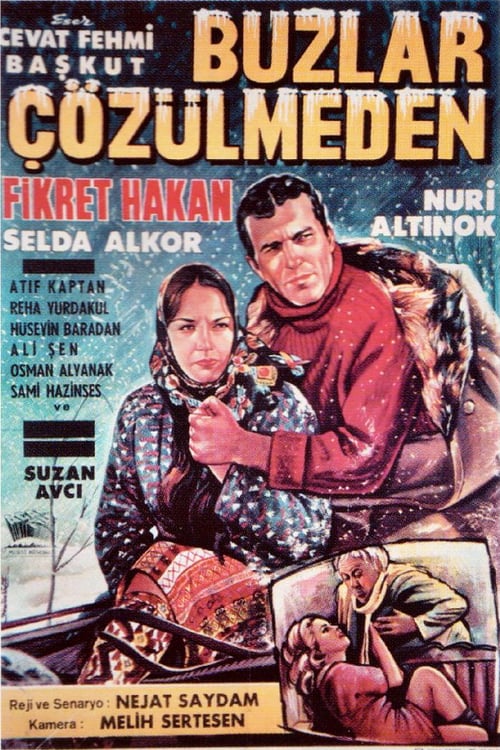 Eser
CEVAT FEHMİ
BAŞKUT
BUZLAR
ÇÖZÜLMEDEN
FİKRET HAKAN
SELDA ALKOR
NURİ
ALTINOK
ATIF KAPTAN
REHA YURDAKUL
HÜSEYİN BARADAN
ALİ ŞEN
OSMAN ALYANAK
SAMİ HAZİNSES
ve
SUZAN
AVCI
Reji ve Senaryo : NEJAT SAYDAM
Kamera : MELİH SERTESEN